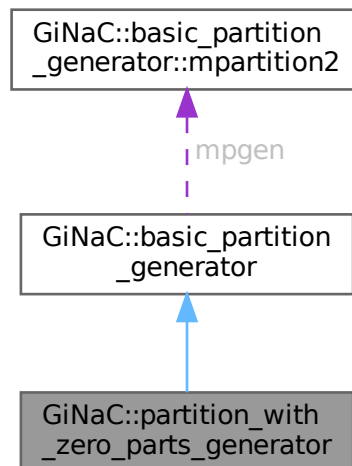 GiNaC::basic_partition
_generator::mpartition2
mpgen
GiNaC::basic_partition
_generator
GiNaC::partition_with
_zero_parts_generator